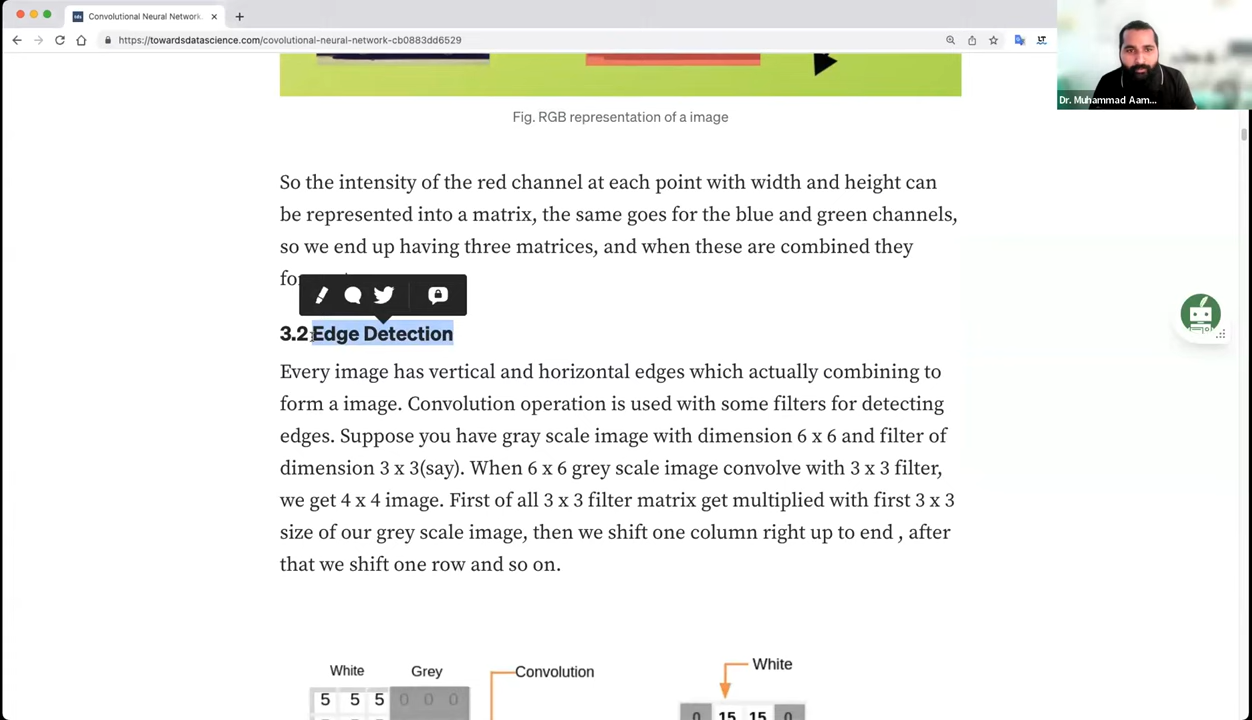 Convolutional Neural Network.
https://towardsdatascience.com/covolutional-neural-network-cb0883dd6529
Dr. Muhammad Aam...
Fig. RGB representation of a image
So the intensity of the red channel at each point with width and height can
be represented into a matrix, the same goes for the blue and green channels,
so we end up having three matrices, and when these are combined they
3.2 Edge Detection
Every image has vertical and horizontal edges which actually combining to
form a image. Convolution operation is used with some filters for detecting
edges. Suppose you have gray scale image with dimension 6 x 6 and filter of
dimension 3 x 3(say). When 6 x 6 grey scale image convolve with 3 x 3 filter,
we get 4 x 4 image. First of all 3 x 3 filter matrix get multiplied with first 3 x 3
size of our grey scale image, then we shift one column right up to end , after
that we shift one row and so on.
White Grey Convolution White
5 5 5 0 0 0
0 15 15 0